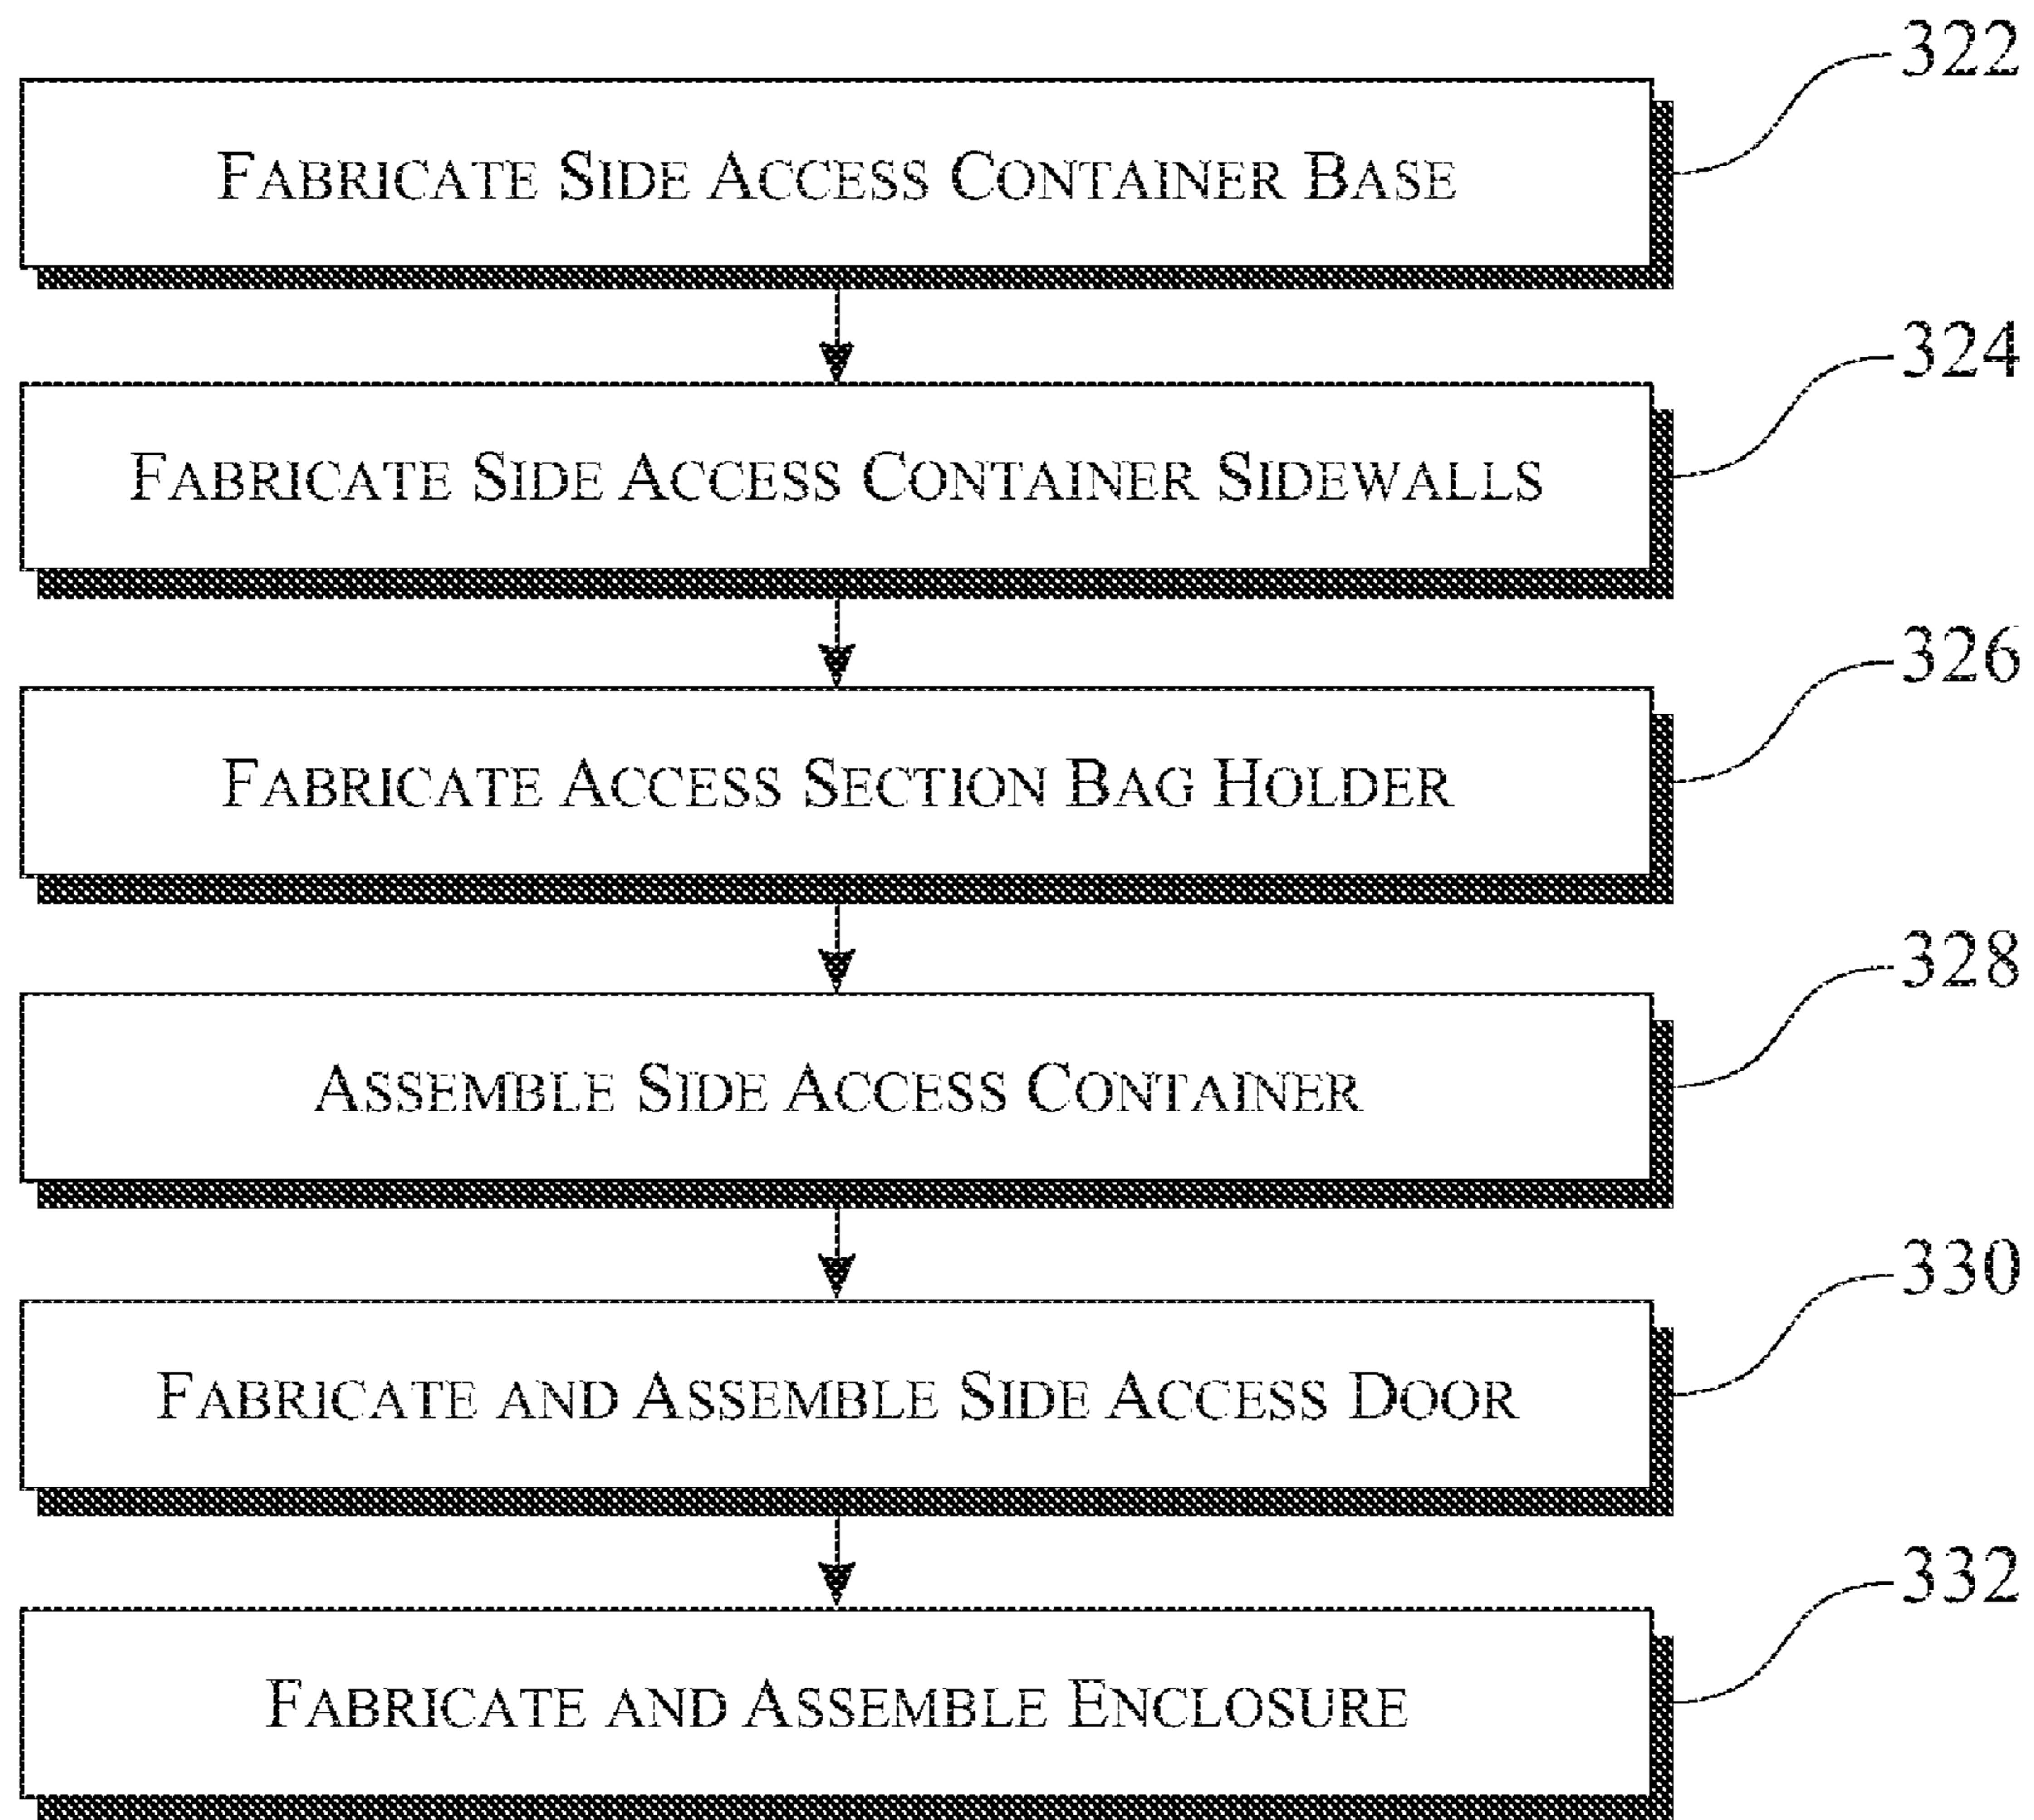 322
FABRICATE SIDE ACCESS CONTAINER BASE
324
FABRICATE SIDE ACCESS CONTAINER SIDEWALLS
326
FABRICATE ACCESS SECTION BAG HOLDER
328
ASSEMBLE SIDE ACCESS CONTAINER
330
FABRICATE AND ASSEMBLE SIDE ACCESS DOOR
332
FABRICATE AND ASSEMBLE ENCLOSURE